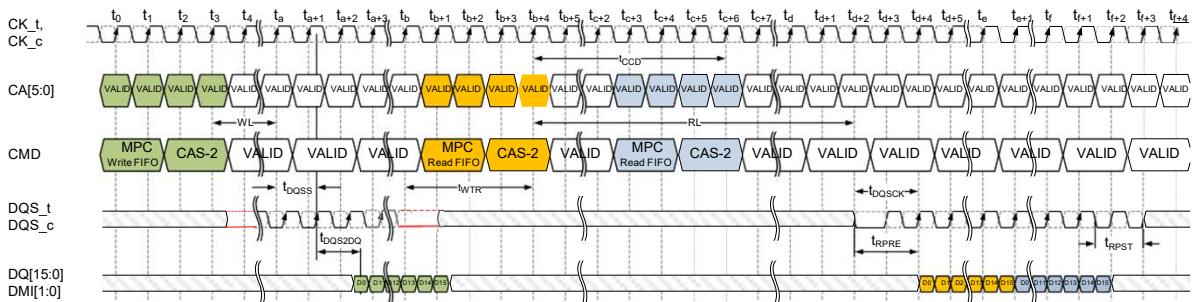 t0 t1 t2 t3 t4 ta ta+1 ta+2 ta+3 tb tb+1 tb+2 tb+3 tb+4 tb+5 tc+2 tc+3 tc+4 tc+5 tc+6 tc+7 td td+1 td+2 td+3 td+4 td+5 te te+1 tf tf+1 tf+2 tf+3 tf+4
CK_t,
CK_c
tCCD
CA[5:0] VALID VALID VALID VALID VALID VALID VALID VALID VALID VALID VALID VALID VALID VALID VALID VALID VALID VALID VALID VALID VALID VALID VALID VALID VALID VALID VALID VALID VALID VALID VALID VALID VALID VALID
WL RL
CMD MPC Write FIFO CAS-2 VALID VALID VALID MPC Read FIFO CAS-2 VALID MPC Read FIFO CAS-2 VALID VALID VALID VALID VALID VALID VALID
tDQSS tWTR tDQSCK
DQS_t
DQS_c
tDQS2DQ tRPRE tRPST
DQ[15:0]
DMI[1:0]
D0 D1 D12 D13 D14 D15 D0 D1 D2 D13 D14 D15 D0 D11 D12 D13 D14 D15